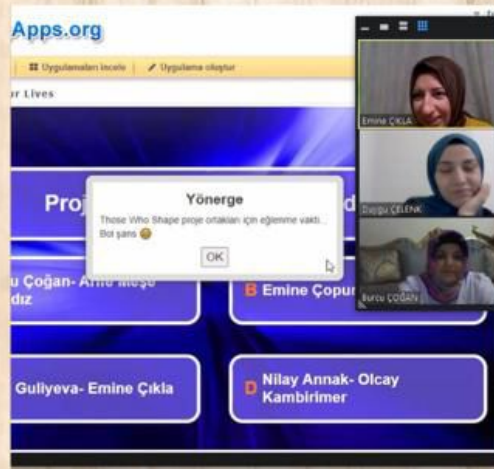 Apps.org
Uygulamaları incele
Uygulama oluştur
ur Lives
Yönerge
Those Who Shape proje ortakları için eğlenme vakti...
Bol şans
OK
B Emine Çopur
Guliyeva- Emine Çıkla
D Nilay Annak- Olcay
Kambirimer
Emine ÇIKLA
Duygu ÇELENK
Burcu ÇOĞAN